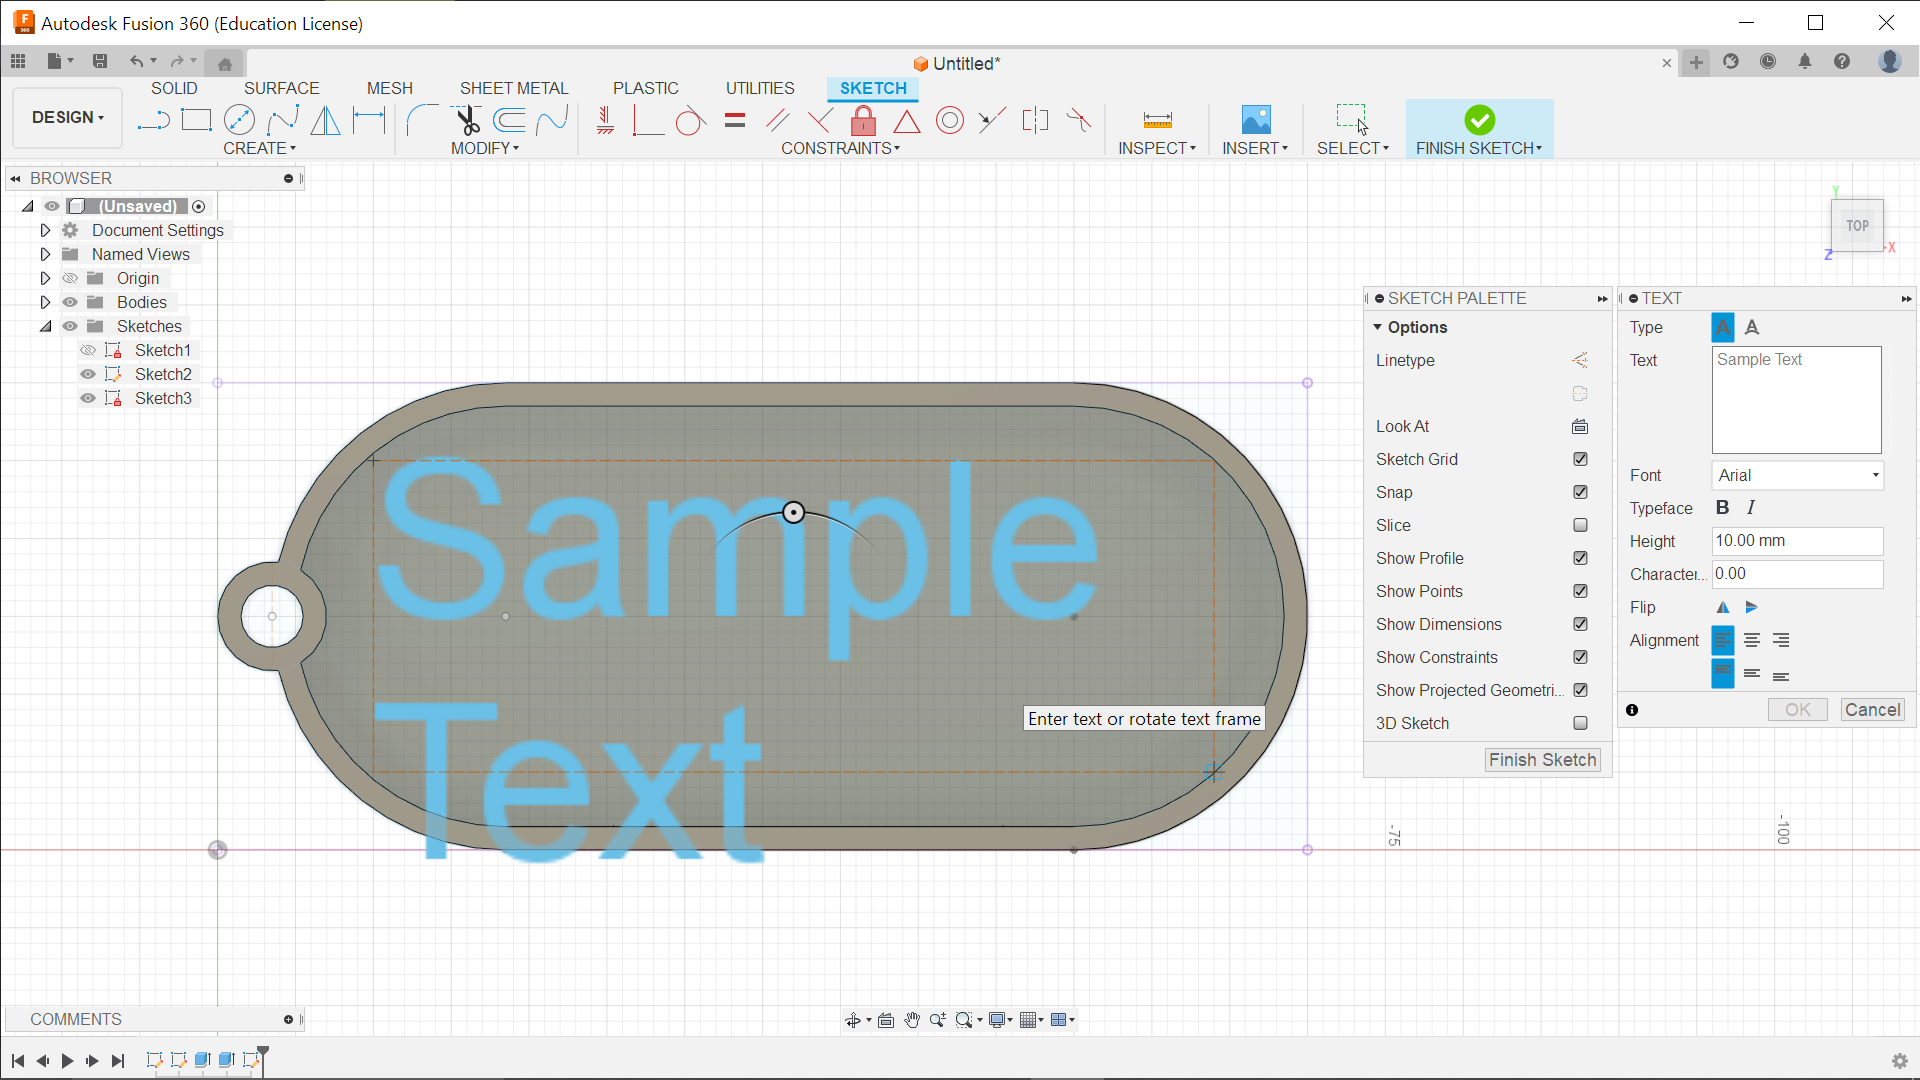 Autodesk Fusion 360 (Education License)
Untitled*
SOLID SURFACE MESH SHEET METAL PLASTIC UTILITIES SKETCH
DESIGN
CREATE MODIFY CONSTRAINTS INSPECT INSERT SELECT FINISH SKETCH
BROWSER
(Unsaved)
Document Settings
Named Views
Origin
Bodies
Sketches
Sketch1
Sketch2
Sketch3
Y
TOP
X
Z
Sample
Text
Enter text or rotate text frame
-75
-100
SKETCH PALETTE
Options
Linetype
Look At
Sketch Grid
Snap
Slice
Show Profile
Show Points
Show Dimensions
Show Constraints
Show Projected Geometri...
3D Sketch
Finish Sketch
TEXT
Type A A
Text Sample Text
Font Arial
Typeface B I
Height 10.00 mm
Character... 0.00
Flip
Alignment
OK Cancel
COMMENTS